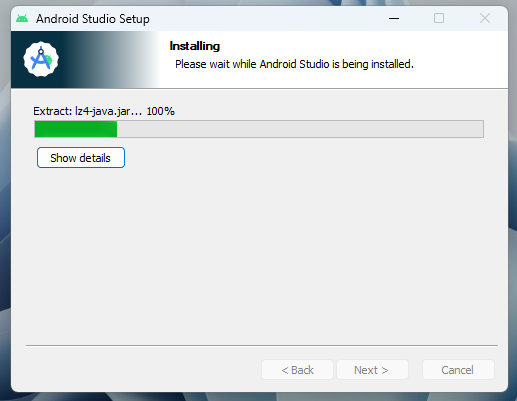 Android Studio Setup
Installing
Please wait while Android Studio is being installed.
Extract: lz4-java.jar... 100%
Show details
< Back
Next >
Cancel